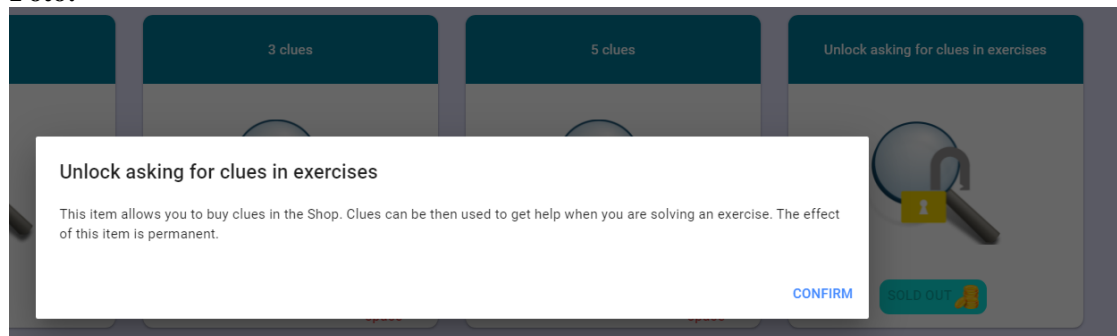 3 clues
5 clues
Unlock asking for clues in exercises
Unlock asking for clues in exercises
This item allows you to buy clues in the Shop. Clues can be then used to get help when you are solving an exercise. The effect
of this item is permanent.
CONFIRM
SOLD OUT